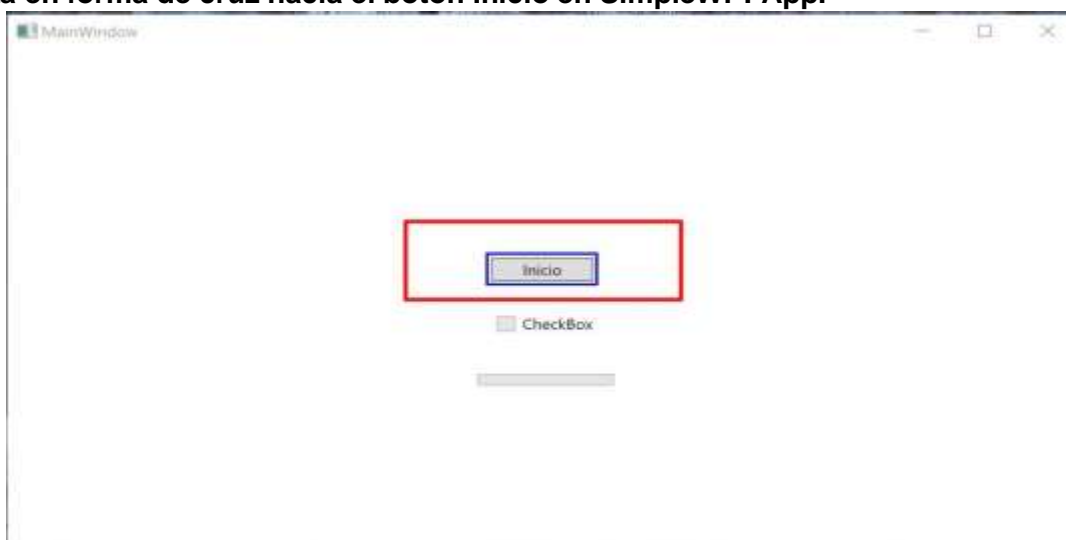 a en forma de cruz hacia el botón Inicio en SimpleWPFApp.
MainWindow
Inicio
CheckBox